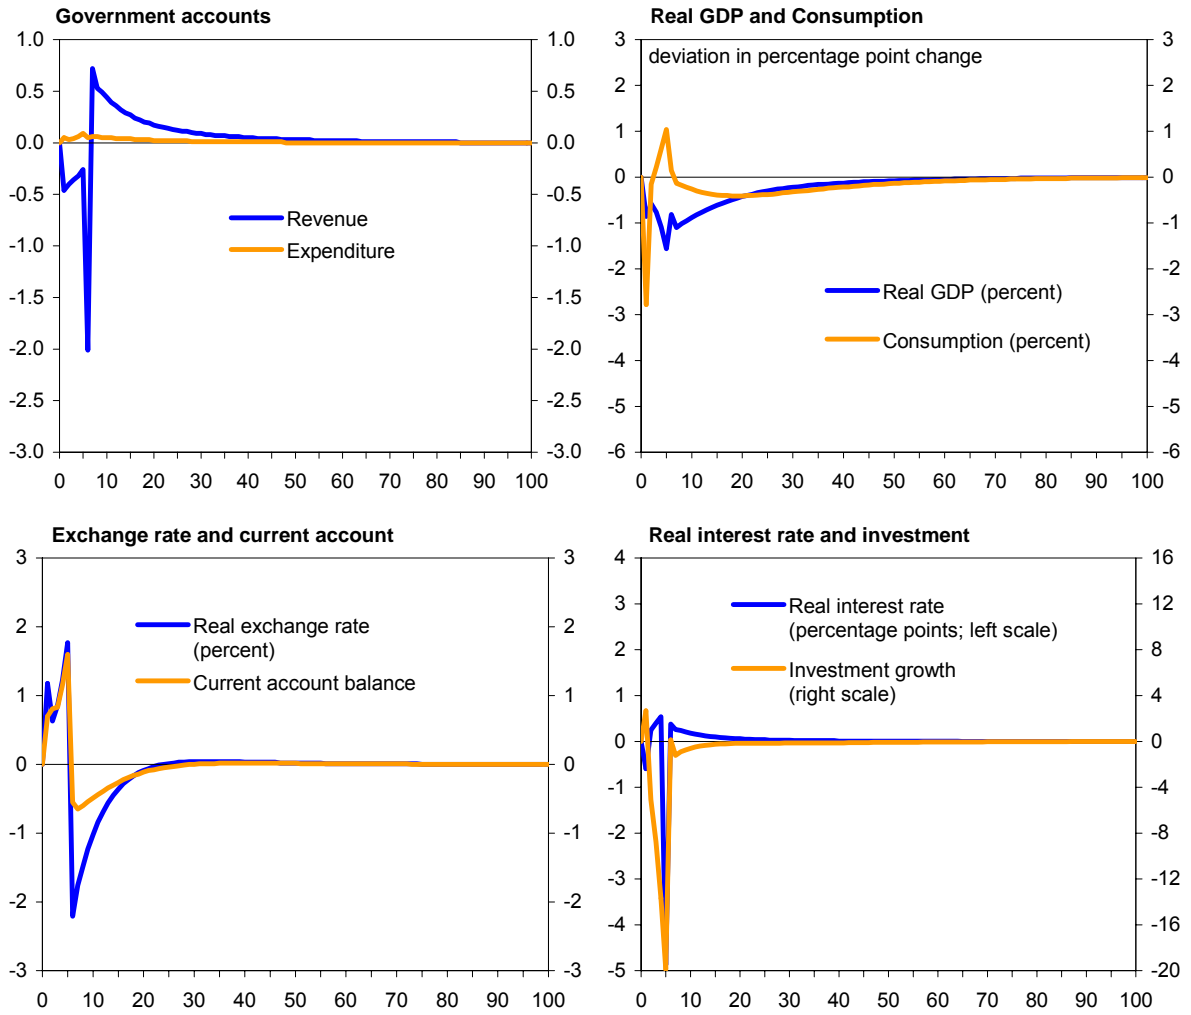 Government accounts
1.0 1.0
0.5 0.5
0.0 0.0
-0.5 -0.5
-1.0 -1.0
-1.5 -1.5
-2.0 -2.0
-2.5 -2.5
-3.0 -3.0
Revenue
Expenditure
0 10 20 30 40 50 60 70 80 90 100
Real GDP and Consumption
3 3
deviation in percentage point change
2 2
1 1
0 0
-1 -1
-2 -2
-3 -3
-4 -4
-5 -5
-6 -6
Real GDP (percent)
Consumption (percent)
0 10 20 30 40 50 60 70 80 90 100
Exchange rate and current account
3 3
2 2
1 1
0 0
-1 -1
-2 -2
-3 -3
Real exchange rate
(percent)
Current account balance
0 10 20 30 40 50 60 70 80 90 100
Real interest rate and investment
4 16
3 12
2 8
1 4
0 0
-1 -4
-2 -8
-3 -12
-4 -16
-5 -20
Real interest rate
(percentage points; left scale)
Investment growth
(right scale)
0 10 20 30 40 50 60 70 80 90 100